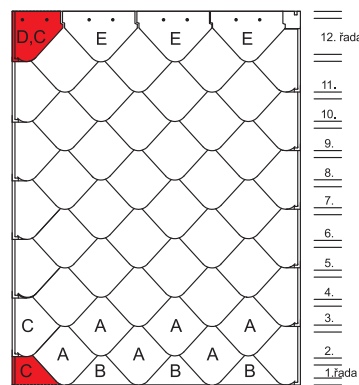 D,C E E E 12. řada
11.
10.
9.
8.
7.
6.
5.
4.
C A A A 3.
A A A 2.
C B B B 1.řada